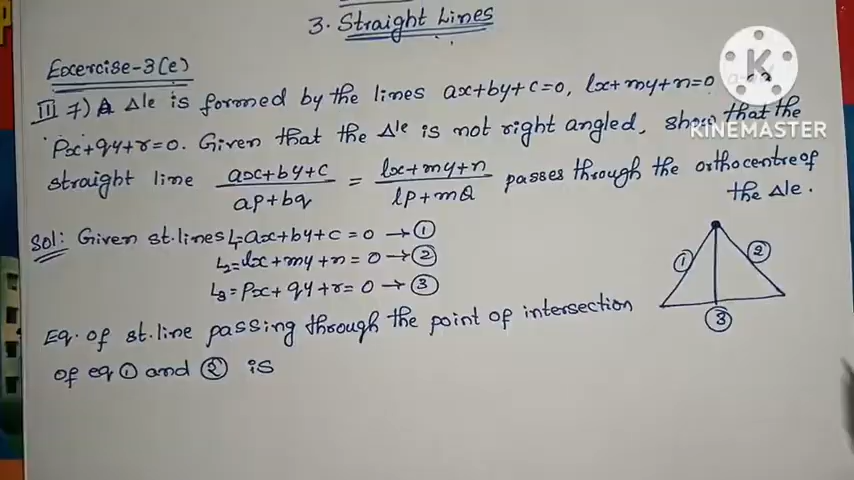 3. Straight Lines
Exercise-3(e)
III 7) A Δle is formed by the lines ax+by+c=0, lx+my+n=0
px+qy+r=0. Given that the Δle is not right angled, show that the
straight line (ax+by+c)/(ap+bq) = (lx+my+n)/(lp+mq) passes through the orthocentre of
the Δle.
Sol: Given st.lines L₁=ax+by+c=0 → ①
L₂=lx+my+n=0 → ②
L₃=px+qy+r=0 → ③
Eq. of st.line passing through the point of intersection
of eq ① and ② is
① ②
③
K
KINEMASTER